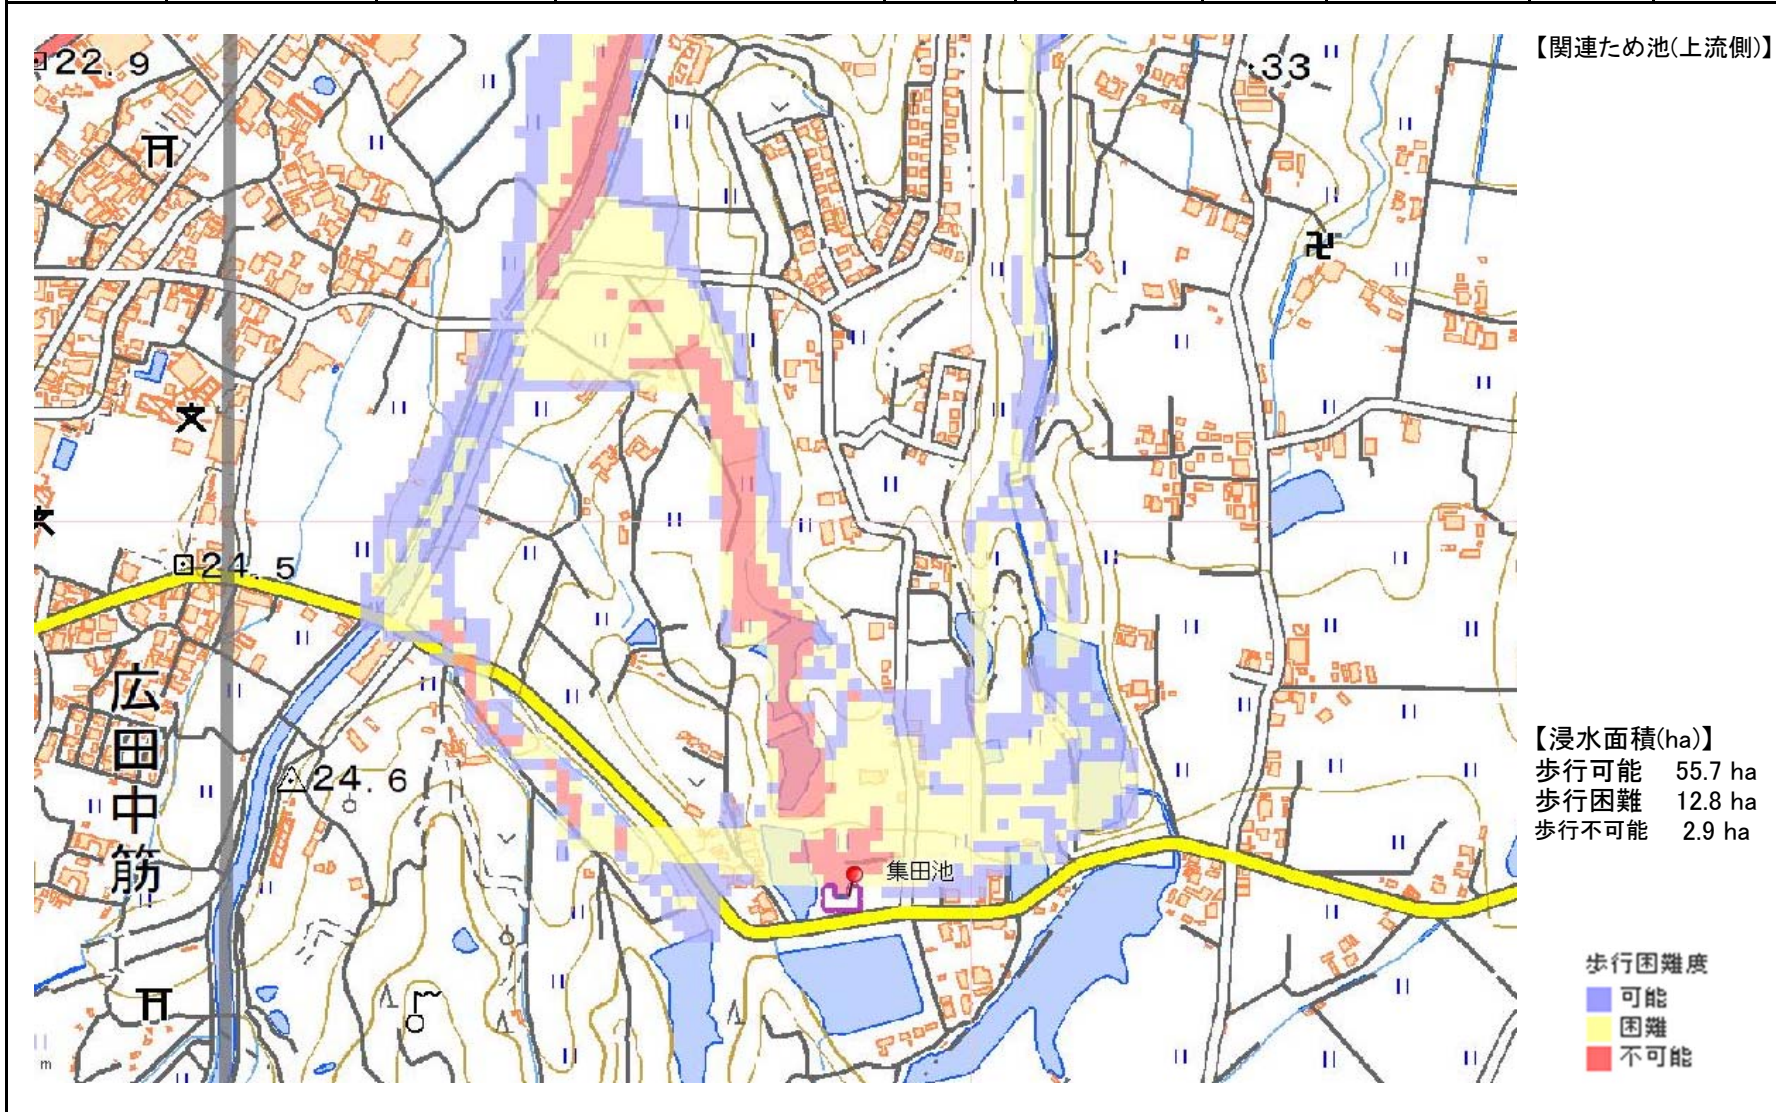 【関連ため池(上流側)】
22.9
33
24.5
広田中筋
24.6
集田池
【浸水面積(ha)】
歩行可能 55.7 ha
歩行困難 12.8 ha
歩行不可能 2.9 ha
歩行困難度
可能
困難
不可能
m